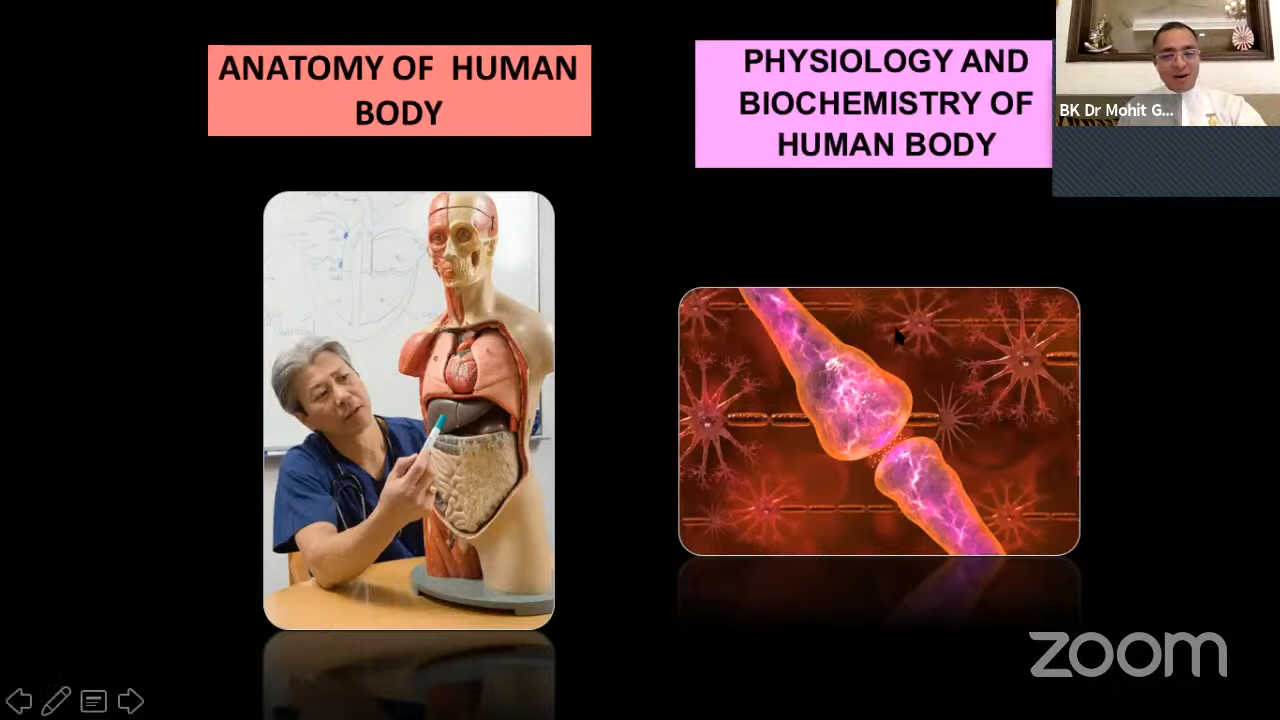 ANATOMY OF HUMAN
BODY
PHYSIOLOGY AND
BIOCHEMISTRY OF
HUMAN BODY
BK Dr Mohit G...
zoom